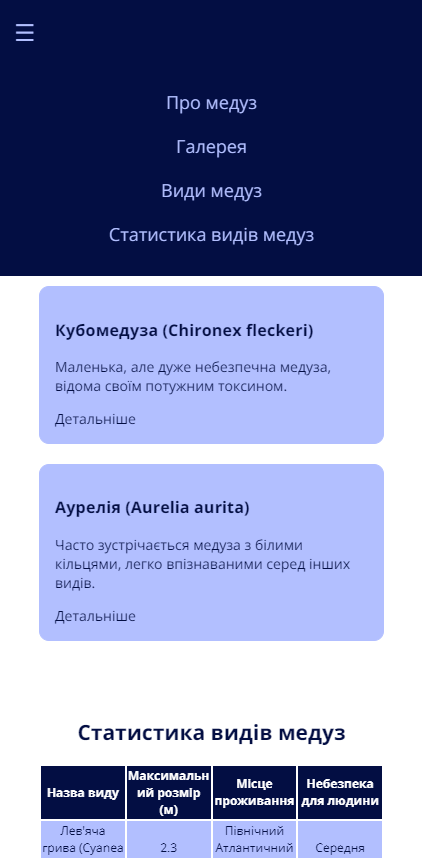 ☰
Про медуз
Галерея
Види медуз
Статистика видів медуз
Кубомедуза (Chironex fleckeri)
Маленька, але дуже небезпечна медуза,
відома своїм потужним токсином.
Детальніше
Аурелія (Aurelia aurita)
Часто зустрічається медуза з білими
кільцями, легко впізнаваними серед інших
видів.
Детальніше
Статистика видів медуз
Назва виду
Максимальн
ий розмір
(м)
Місце
проживання
Небезпека
для людини
Лев'яча
грива (Cyanea
2.3
Північний
Атлантичний
Середня